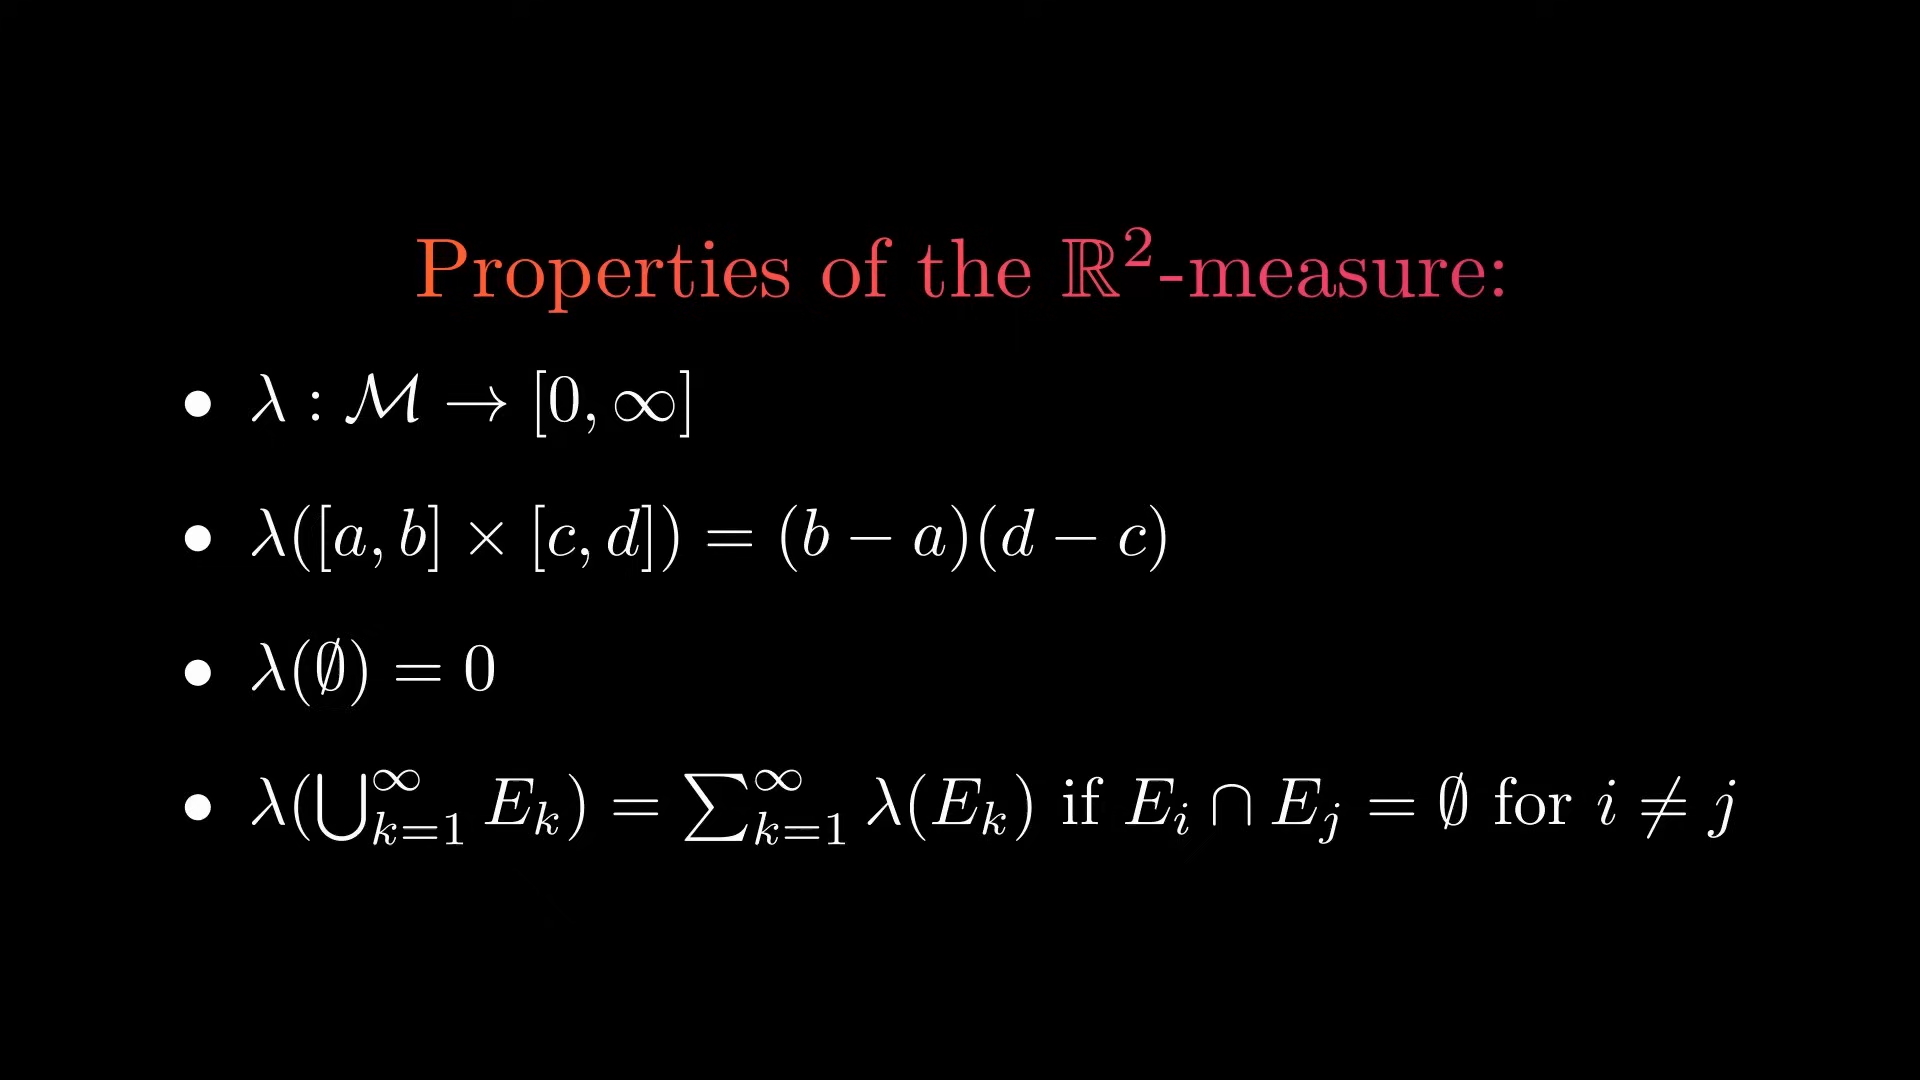 Properties of the ℝ²-measure:
• λ : ℳ → [0, ∞]
• λ([a, b] × [c, d]) = (b − a)(d − c)
• λ(∅) = 0
• λ(⋃_{k=1}^{∞} E_k) = ∑_{k=1}^{∞} λ(E_k) if E_i ∩ E_j = ∅ for i ≠ j